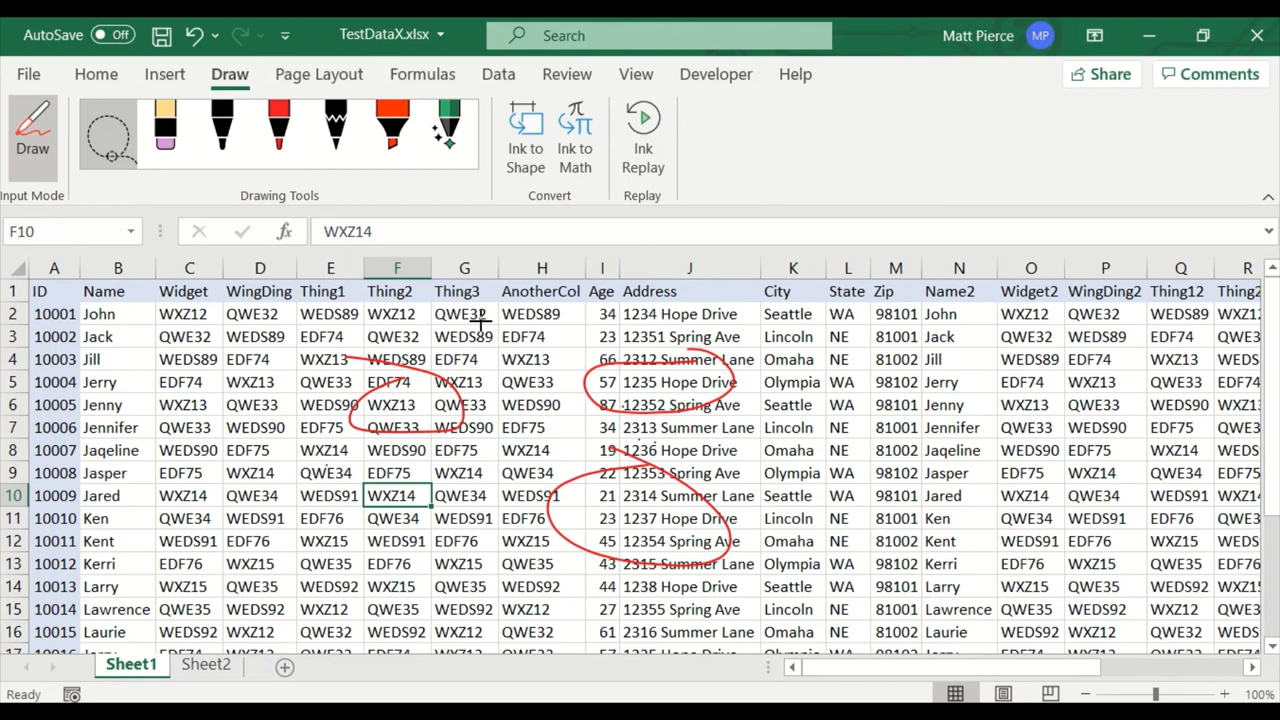 AutoSave Off TestDataX.xlsx Search Matt Pierce MP
File Home Insert Draw Page Layout Formulas Data Review View Developer Help Share Comments
Draw Ink to Shape Ink to Math Ink Replay
Input Mode Drawing Tools Convert Replay
F10 fx WXZ14
A B C D E F G H I J K L M N O P Q R
1 ID Name Widget WingDing Thing1 Thing2 Thing3 AnotherCol Age Address City State Zip Name2 Widget2 WingDing2 Thing12 Thing2
2 10001 John WXZ12 QWE32 WEDS89 WXZ12 QWE32 WEDS89 34 1234 Hope Drive Seattle WA 98101 John WXZ12 QWE32 WEDS89 WXZ1
3 10002 Jack QWE32 WEDS89 EDF74 QWE32 WEDS89 EDF74 23 12351 Spring Ave Lincoln NE 81001 Jack QWE32 WEDS89 EDF74 QWE3
4 10003 Jill WEDS89 EDF74 WXZ13 WEDS89 EDF74 WXZ13 66 2312 Summer Lane Omaha NE 81002 Jill WEDS89 EDF74 WXZ13 WEDS
5 10004 Jerry EDF74 WXZ13 QWE33 EDF74 WXZ13 QWE33 57 1235 Hope Drive Olympia WA 98102 Jerry EDF74 WXZ13 QWE33 EDF74
6 10005 Jenny WXZ13 QWE33 WEDS90 WXZ13 QWE33 WEDS90 87 12352 Spring Ave Seattle WA 98101 Jenny WXZ13 QWE33 WEDS90 WXZ1
7 10006 Jennifer QWE33 WEDS90 EDF75 QWE33 WEDS90 EDF75 34 2313 Summer Lane Lincoln NE 81001 Jennifer QWE33 WEDS90 EDF75 QWE3
8 10007 Jaqeline WEDS90 EDF75 WXZ14 WEDS90 EDF75 WXZ14 19 1236 Hope Drive Omaha NE 81002 Jaqeline WEDS90 EDF75 WXZ14 WEDS
9 10008 Jasper EDF75 WXZ14 QWE34 EDF75 WXZ14 QWE34 22 12353 Spring Ave Olympia WA 98102 Jasper EDF75 WXZ14 QWE34 EDF75
10 10009 Jared WXZ14 QWE34 WEDS91 WXZ14 QWE34 WEDS91 21 2314 Summer Lane Seattle WA 98101 Jared WXZ14 QWE34 WEDS91 WXZ1
11 10010 Ken QWE34 WEDS91 EDF76 QWE34 WEDS91 EDF76 23 1237 Hope Drive Lincoln NE 81001 Ken QWE34 WEDS91 EDF76 QWE3
12 10011 Kent WEDS91 EDF76 WXZ15 WEDS91 EDF76 WXZ15 45 12354 Spring Ave Omaha NE 81002 Kent WEDS91 EDF76 WXZ15 WEDS
13 10012 Kerri EDF76 WXZ15 QWE35 EDF76 WXZ15 QWE35 43 2315 Summer Lane Olympia WA 98102 Kerri EDF76 WXZ15 QWE35 EDF76
14 10013 Larry WXZ15 QWE35 WEDS92 WXZ15 QWE35 WEDS92 44 1238 Hope Drive Seattle WA 98101 Larry WXZ15 QWE35 WEDS92 WXZ1
15 10014 Lawrence QWE35 WEDS92 WXZ12 QWE35 WEDS92 WXZ12 27 12355 Spring Ave Lincoln NE 81001 Lawrence QWE35 WEDS92 WXZ12 QWE3
16 10015 Laurie WEDS92 WXZ12 QWE32 WEDS92 WXZ12 QWE32 61 2316 Summer Lane Omaha NE 81002 Laurie WEDS92 WXZ12 QWE32 WEDS
Sheet1 Sheet2
Ready 100%